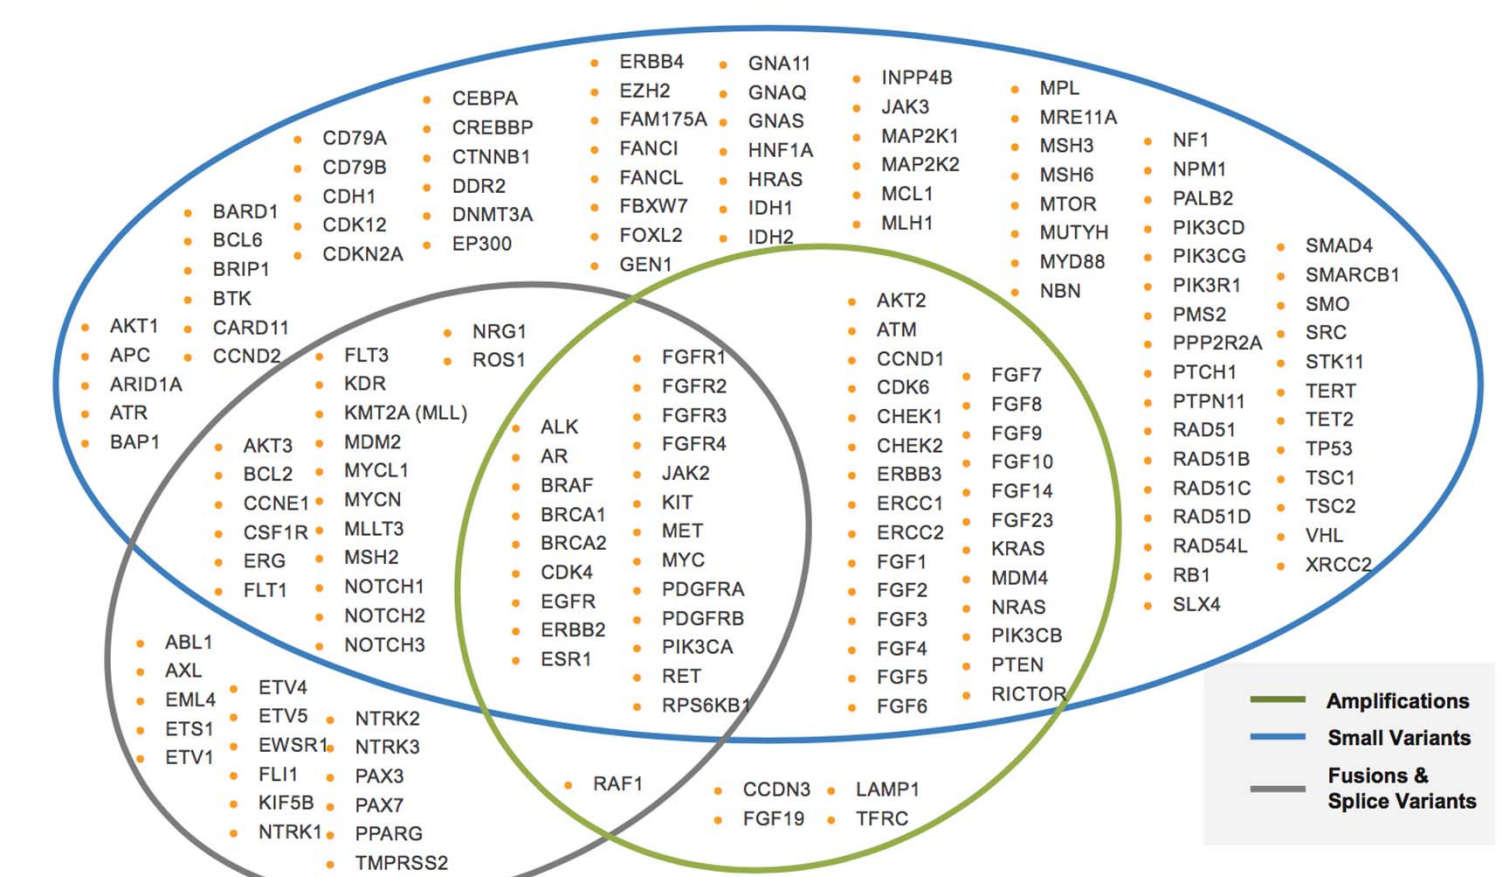 ERBB4
EZH2
FAM175A
FANCI
FANCL
FBXW7
FOXL2
GEN1
GNA11
GNAQ
GNAS
HNF1A
HRAS
IDH1
IDH2
INPP4B
JAK3
MAP2K1
MAP2K2
MCL1
MLH1
MPL
MRE11A
MSH3
MSH6
MTOR
MUTYH
MYD88
NBN
CEBPA
CREBBP
CTNNB1
DDR2
DNMT3A
EP300
CD79A
CD79B
CDH1
CDK12
CDKN2A
BARD1
BCL6
BRIP1
BTK
CARD11
CCND2
AKT1
APC
ARID1A
ATR
BAP1
NF1
NPM1
PALB2
PIK3CD
PIK3CG
PIK3R1
PMS2
PPP2R2A
PTCH1
PTPN11
RAD51
RAD51B
RAD51C
RAD51D
RAD54L
RB1
SLX4
SMAD4
SMARCB1
SMO
SRC
STK11
TERT
TET2
TP53
TSC1
TSC2
VHL
XRCC2
NRG1
ROS1
FLT3
KDR
KMT2A (MLL)
MDM2
MYCL1
MYCN
MLLT3
MSH2
NOTCH1
NOTCH2
NOTCH3
AKT3
BCL2
CCNE1
CSF1R
ERG
FLT1
ALK
AR
BRAF
BRCA1
BRCA2
CDK4
EGFR
ERBB2
ESR1
FGFR1
FGFR2
FGFR3
FGFR4
JAK2
KIT
MET
MYC
PDGFRA
PDGFRB
PIK3CA
RET
RPS6KB1
AKT2
ATM
CCND1
CDK6
CHEK1
CHEK2
ERBB3
ERCC1
ERCC2
FGF1
FGF2
FGF3
FGF4
FGF5
FGF6
FGF7
FGF8
FGF9
FGF10
FGF14
FGF23
KRAS
MDM4
NRAS
PIK3CB
PTEN
RICTOR
ABL1
AXL
EML4
ETS1
ETV1
ETV4
ETV5
EWSR1
FLI1
KIF5B
NTRK1
NTRK2
NTRK3
PAX3
PAX7
PPARG
TMPRSS2
RAF1
CCDN3
FGF19
LAMP1
TFRC
Amplifications
Small Variants
Fusions &
Splice Variants